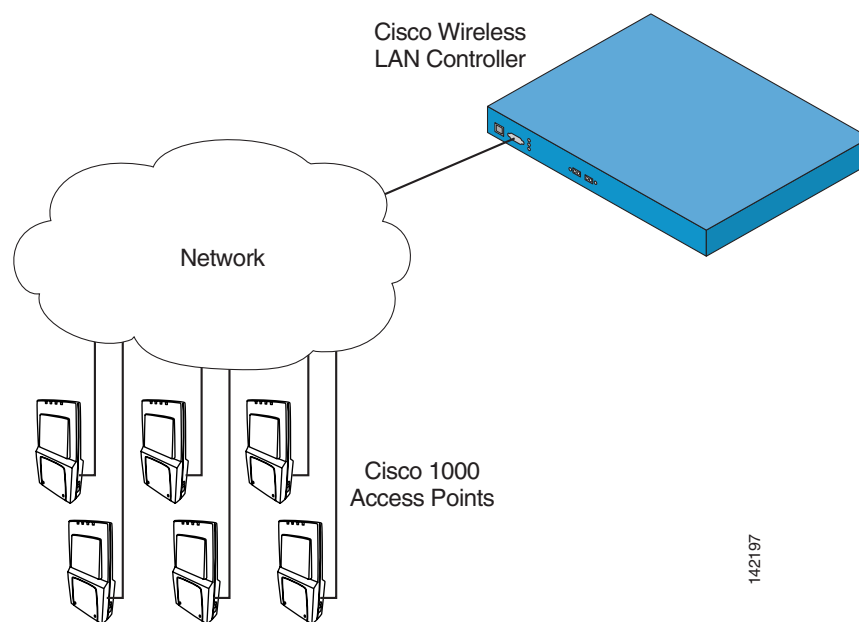 Cisco Wireless
LAN Controller
Network
Cisco 1000
Access Points
142197